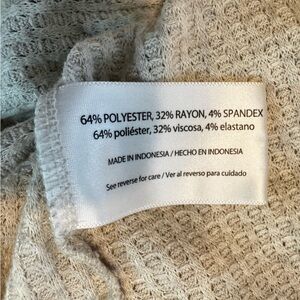 64% POLYESTER, 32% RAYON, 4% SPANDEX
64% poliéster, 32% viscosa, 4% elastano
MADE IN INDONESIA / HECHO EN INDONESIA
See reverse for care / Ver al reverso para cuidado